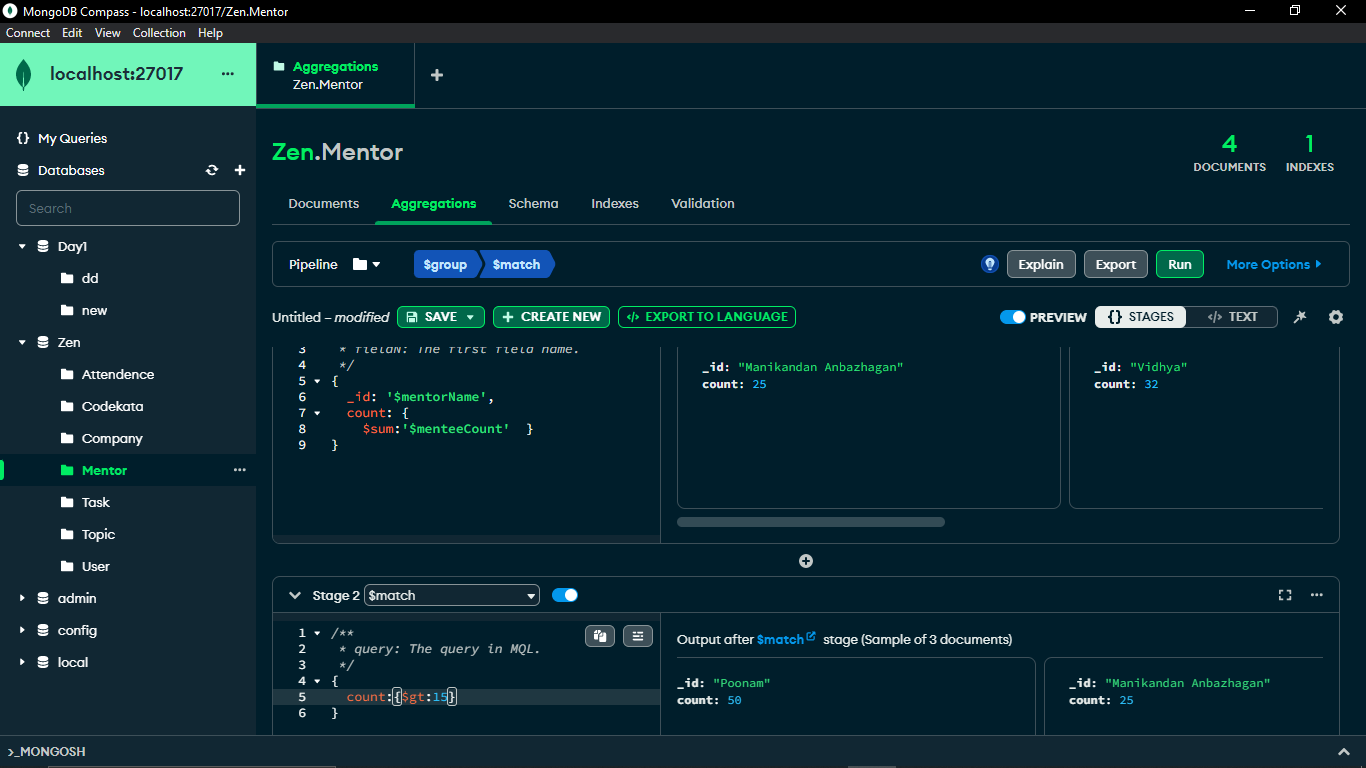 MongoDB Compass - localhost:27017/Zen.Mentor
Connect Edit View Collection Help
localhost:27017 ...
Aggregations
Zen.Mentor
{} My Queries
Databases
Search
Day1
dd
new
Zen
Attendence
Codekata
Company
Mentor ...
Task
Topic
User
admin
config
local
Zen.Mentor
4
DOCUMENTS
1
INDEXES
Documents Aggregations Schema Indexes Validation
Pipeline $group $match Explain Export Run More Options
Untitled – modified SAVE + CREATE NEW </> EXPORT TO LANGUAGE PREVIEW {} STAGES </> TEXT
3 * fieldN: The first field name.
4 */
5 {
6 _id: '$mentorName',
7 count: {
8 $sum:'$menteeCount' }
9 }
_id: "Manikandan Anbazhagan"
count: 25
_id: "Vidhya"
count: 32
Stage 2 $match ...
1 /**
2 * query: The query in MQL.
3 */
4 {
5 count:{$gt:15}
6 }
Output after $match stage (Sample of 3 documents)
_id: "Poonam"
count: 50
_id: "Manikandan Anbazhagan"
count: 25
>_MONGOSH